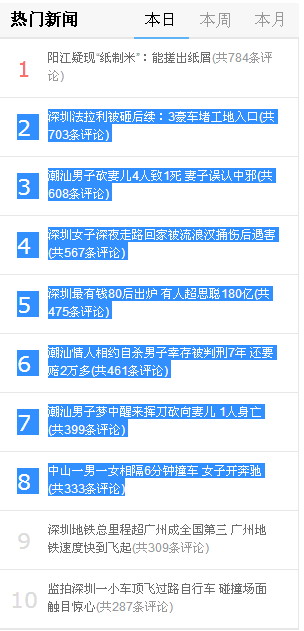 热门新闻 本日 本周 本月
1 阳江疑现“纸制米”：能搓出纸屑(共784条评
论)
2 深圳法拉利被砸后续：3豪车堵工地入口(共
703条评论)
3 潮汕男子砍妻儿4人致1死 妻子误认中邪(共
608条评论)
4 深圳女子深夜走路回家被流浪汉捅伤后遇害
(共567条评论)
5 深圳最有钱80后出炉 有人超思聪180亿(共
475条评论)
6 潮汕情人相约自杀男子幸存被判刑7年 还要
赔2万多(共461条评论)
7 潮汕男子梦中醒来挥刀砍向妻儿 1人身亡
(共399条评论)
8 中山一男一女相隔6分钟撞车 女子开奔驰
(共333条评论)
9 深圳地铁总里程超广州成全国第三 广州地
铁速度快到飞起(共309条评论)
10 监拍深圳一小车顶飞过路自行车 碰撞场面
触目惊心(共287条评论)